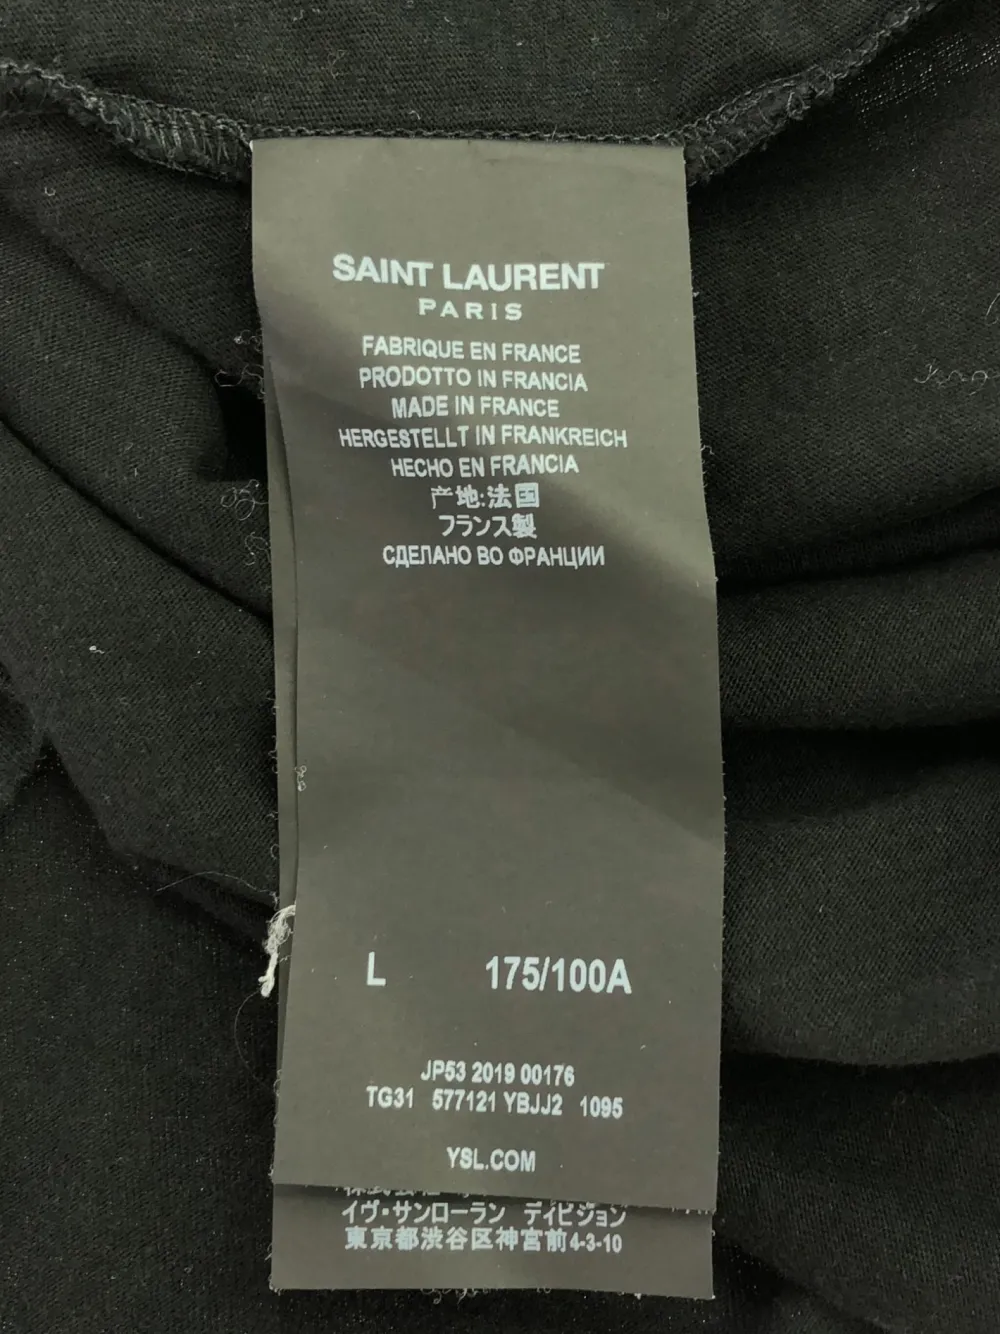 SAINT LAURENT
PARIS
FABRIQUE EN FRANCE
PRODOTTO IN FRANCIA
MADE IN FRANCE
HERGESTELLT IN FRANKREICH
HECHO EN FRANCIA
产地:法国
フランス製
СДЕЛАНО ВО ФРАНЦИИ
L 175/100A
JP53 2019 00176
TG31 577121 YBJJ2 1095
YSL.COM
イヴ・サンローラン ディビジョン
東京都渋谷区神宮前4-3-10